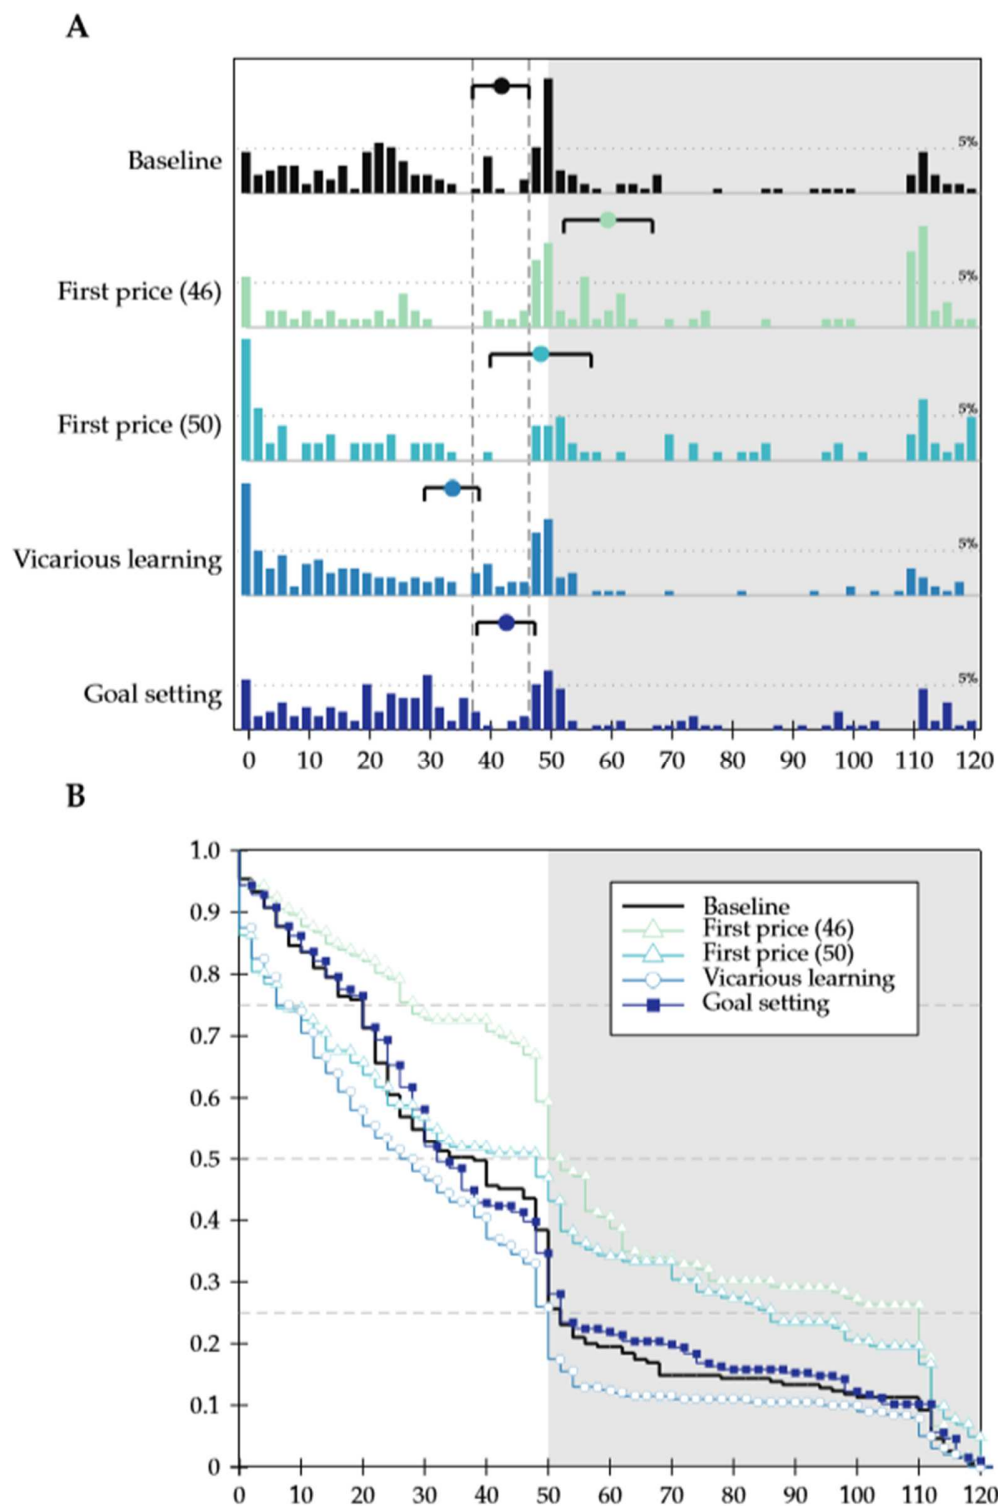 A
Baseline
5%
First price (46)
5%
First price (50)
5%
Vicarious learning
5%
Goal setting
5%
0 10 20 30 40 50 60 70 80 90 100 110 120
B
1.0
0.9
0.8
0.7
0.6
0.5
0.4
0.3
0.2
0.1
0
Baseline
First price (46)
First price (50)
Vicarious learning
Goal setting
0 10 20 30 40 50 60 70 80 90 100 110 120